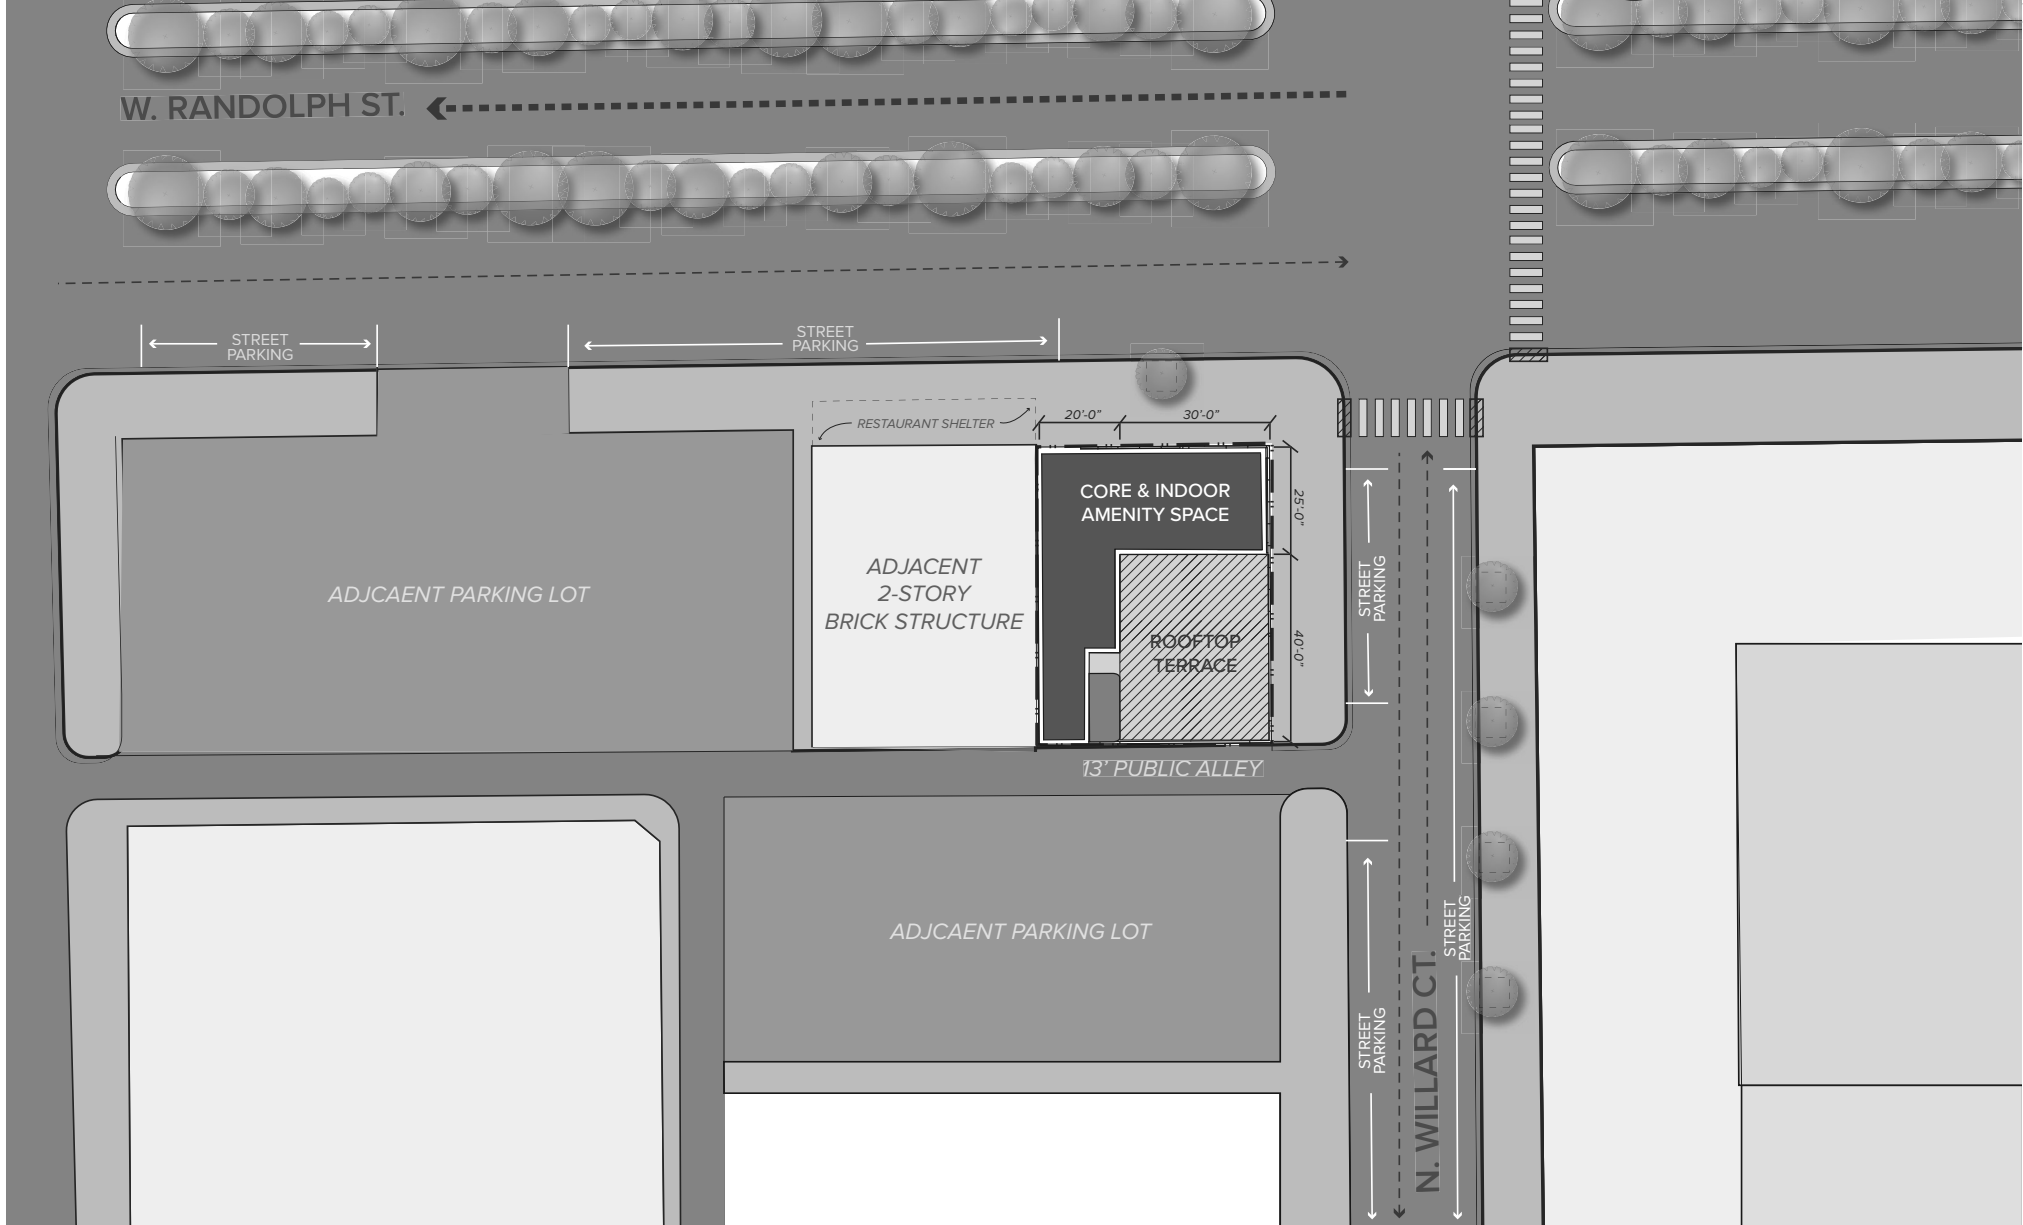 W. RANDOLPH ST.
STREET
PARKING
STREET
PARKING
RESTAURANT SHELTER
20'-0"
30'-0"
CORE & INDOOR
AMENITY SPACE
25'-0"
ADJACENT
2-STORY
BRICK STRUCTURE
ADJCAENT PARKING LOT
ROOFTOP
TERRACE
40'-0"
STREET
PARKING
13' PUBLIC ALLEY
ADJCAENT PARKING LOT
STREET
PARKING
STREET
PARKING
N. WILLARD CT.